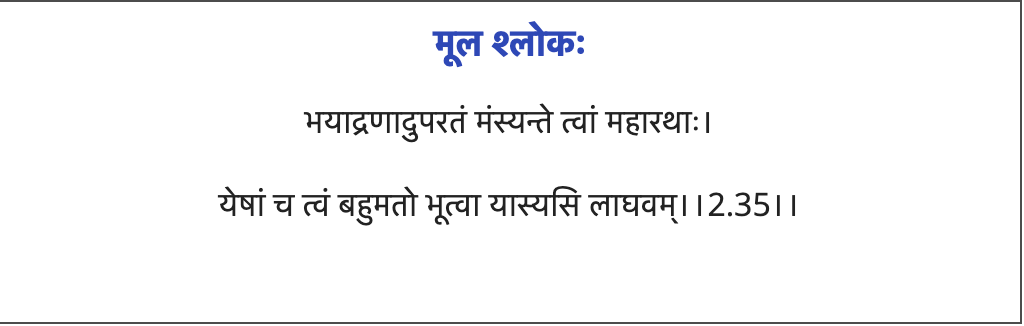 मूल श्लोकः
भयाद्रणादुपरतं मंस्यन्ते त्वां महारथाः।
येषां च त्वं बहुमतो भूत्वा यास्यसि लाघवम्।।2.35।।